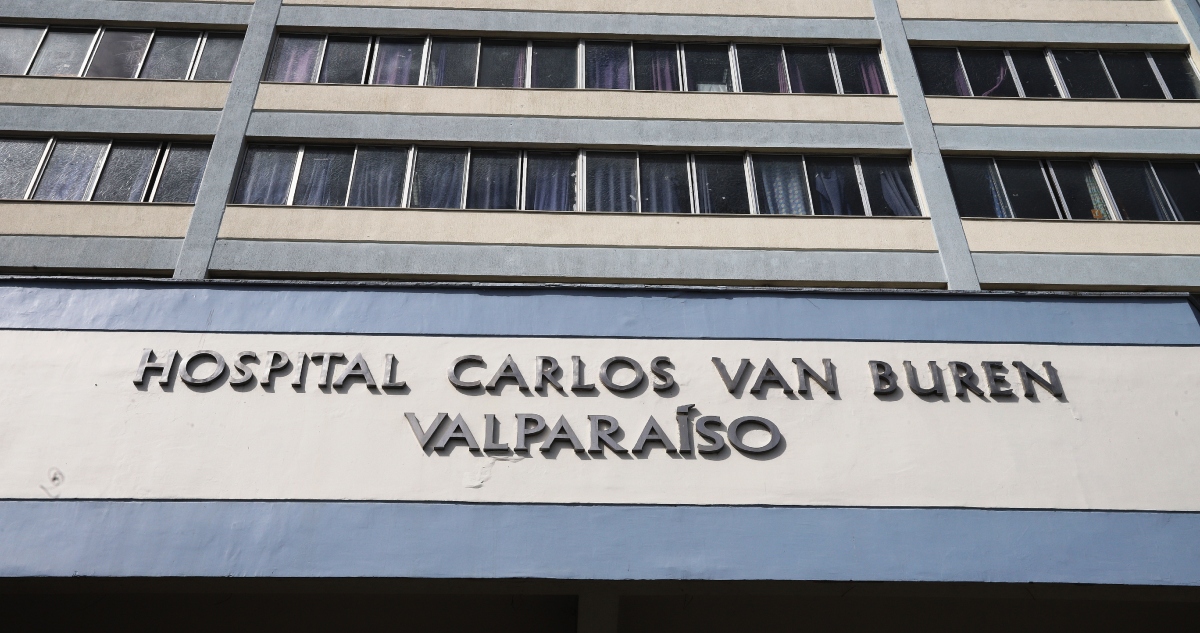 HOSPITAL CARLOS VAN BUREN
VALPARAÍSO